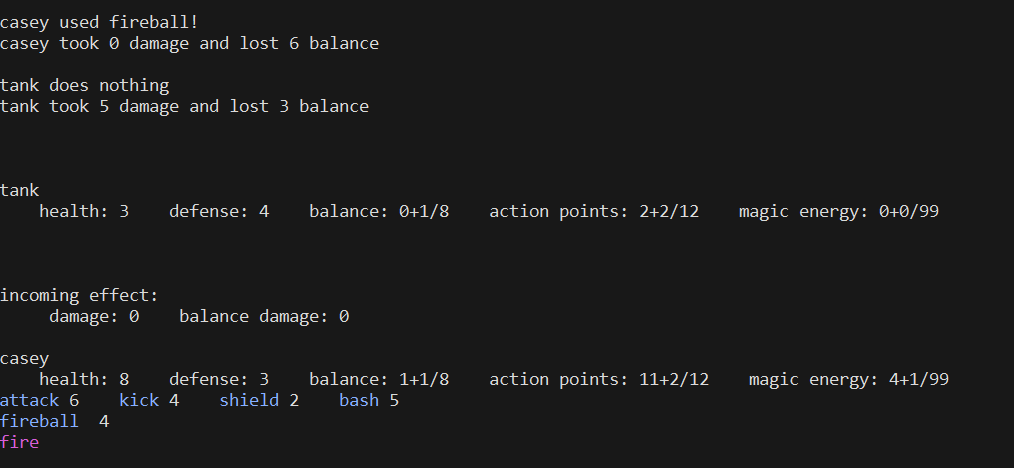 casey used fireball!
casey took 0 damage and lost 6 balance
tank does nothing
tank took 5 damage and lost 3 balance
tank
health: 3    defense: 4    balance: 0+1/8    action points: 2+2/12    magic energy: 0+0/99
incoming effect:
damage: 0    balance damage: 0
casey
health: 8    defense: 3    balance: 1+1/8    action points: 11+2/12    magic energy: 4+1/99
attack 6    kick 4    shield 2    bash 5
fireball  4
fire